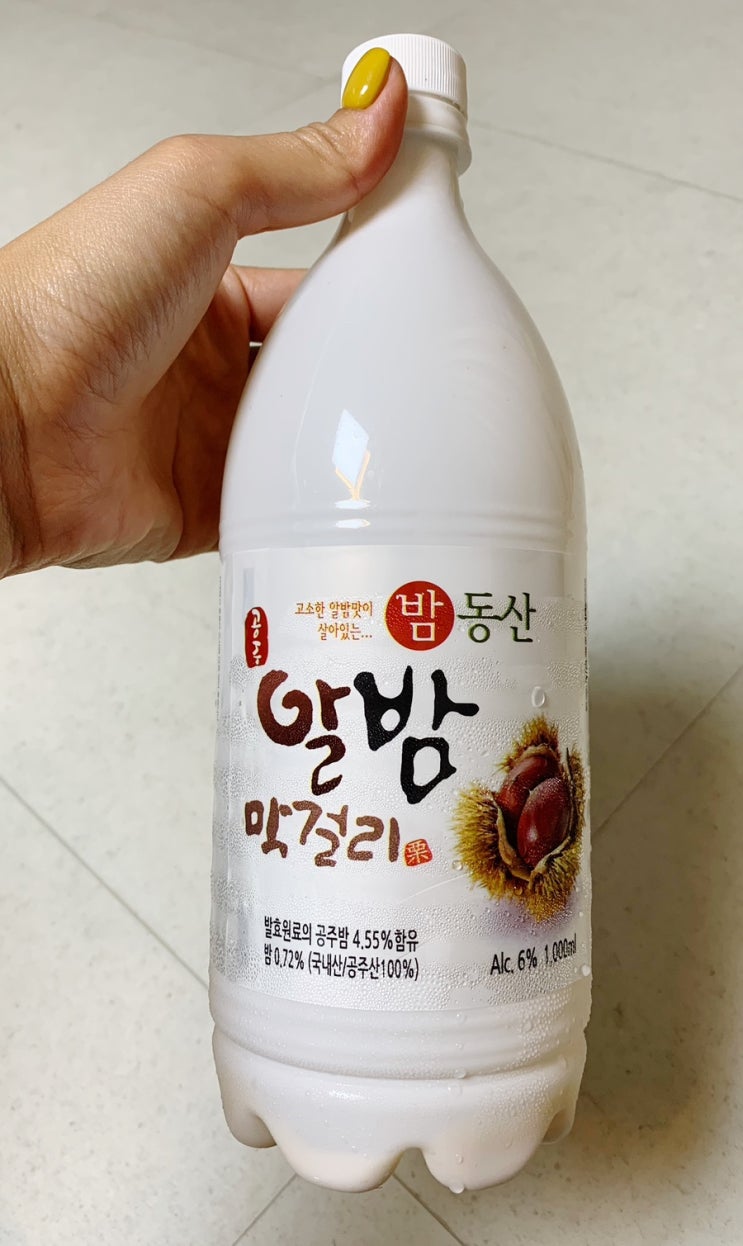 공주
고소한 알밤맛이
살아있는...
밤동산
알밤
막걸리
栗
발효원료의 공주밤 4.55%함유
밤 0.72% (국내산/공주산100%)
Alc. 6% 1,000ml